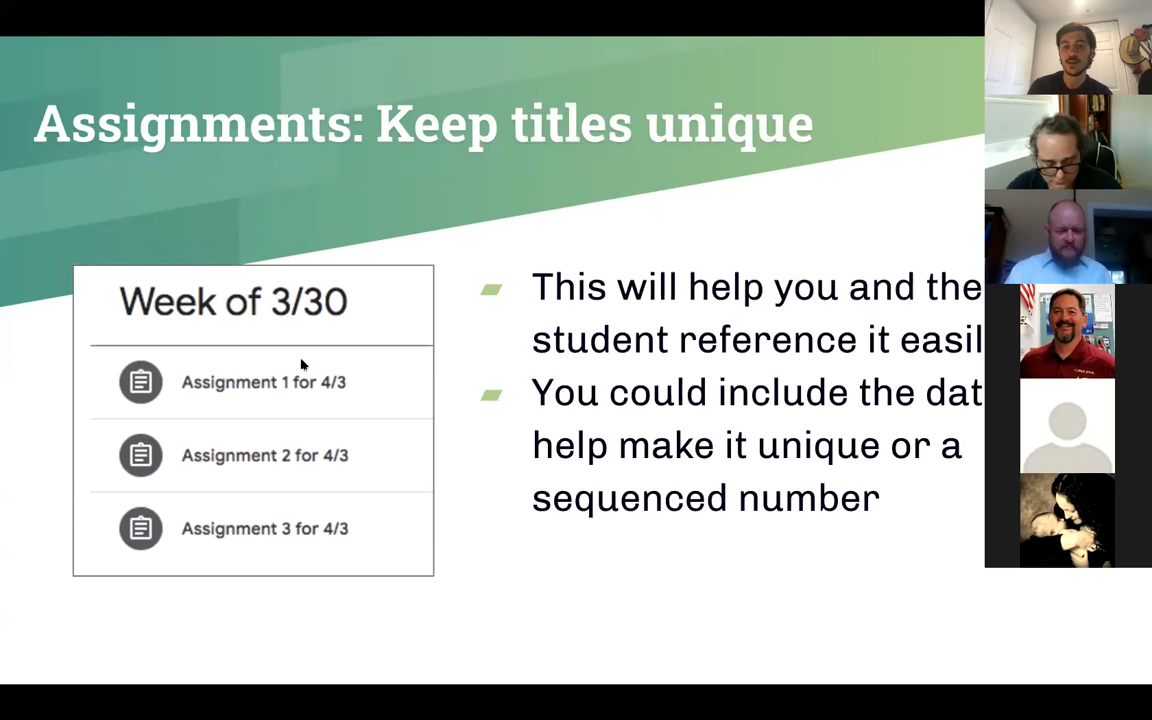 Assignments: Keep titles unique
Week of 3/30
Assignment 1 for 4/3
Assignment 2 for 4/3
Assignment 3 for 4/3
This will help you and the
student reference it easil
You could include the dat
help make it unique or a
sequenced number